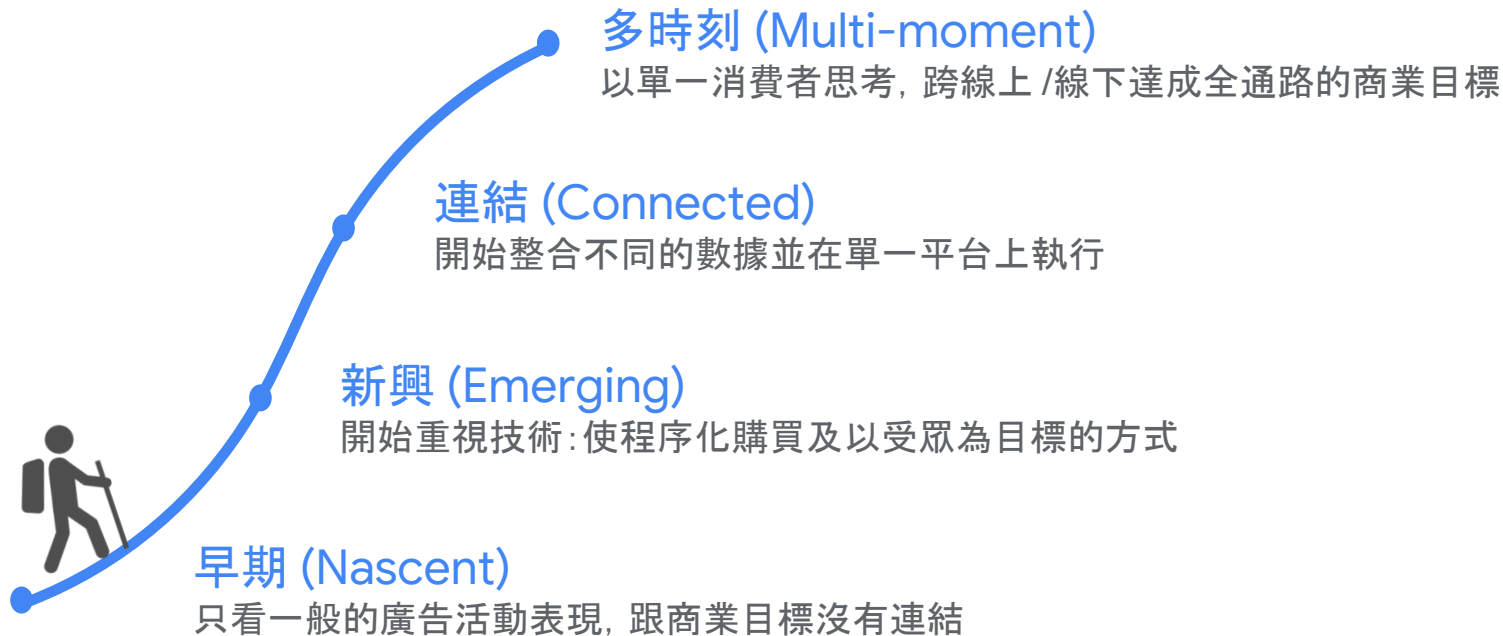 多時刻 (Multi-moment)
以單一消費者思考, 跨線上 /線下達成全通路的商業目標
連結 (Connected)
開始整合不同的數據並在單一平台上執行
新興 (Emerging)
開始重視技術:使程序化購買及以受眾為目標的方式
早期 (Nascent)
只看一般的廣告活動表現, 跟商業目標沒有連結